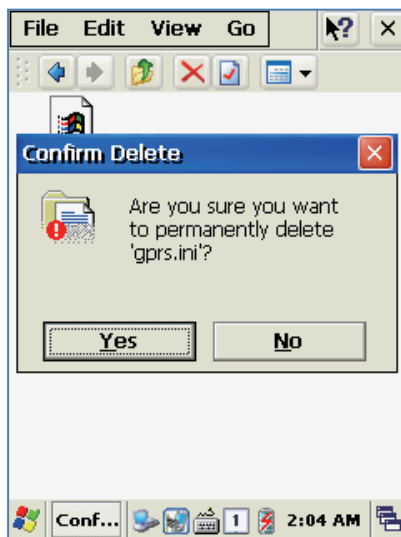 File Edit View Go
Confirm Delete
Are you sure you want
to permanently delete
'gprs.ini'?
Yes No
Conf... 1 2:04 AM